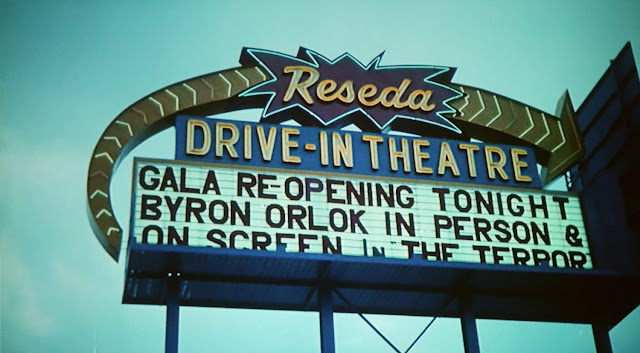 Reseda
DRIVE-IN THEATRE
GALA RE-OPENING TONIGHT
BYRON ORLOK IN PERSON &
ON SCREEN In THE TERROR